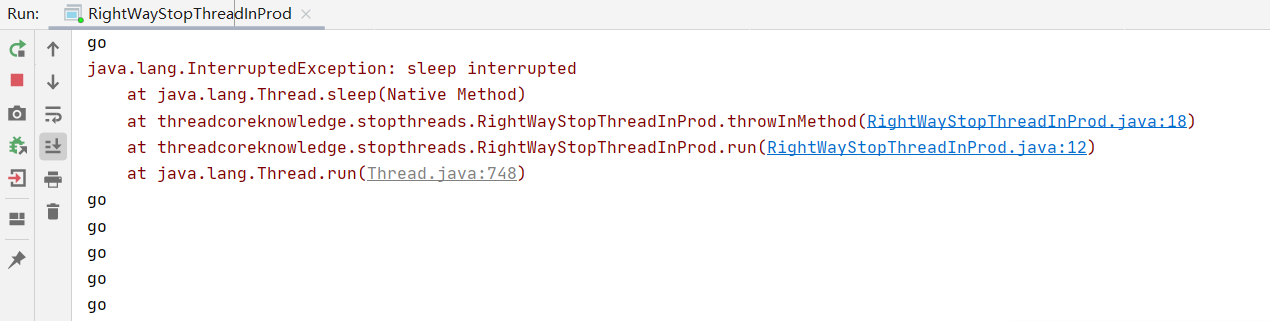 Run: RightWayStopThreadInProd
go
java.lang.InterruptedException: sleep interrupted
at java.lang.Thread.sleep(Native Method)
at threadcoreknowledge.stopthreads.RightWayStopThreadInProd.throwInMethod(RightWayStopThreadInProd.java:18)
at threadcoreknowledge.stopthreads.RightWayStopThreadInProd.run(RightWayStopThreadInProd.java:12)
at java.lang.Thread.run(Thread.java:748)
go
go
go
go
go